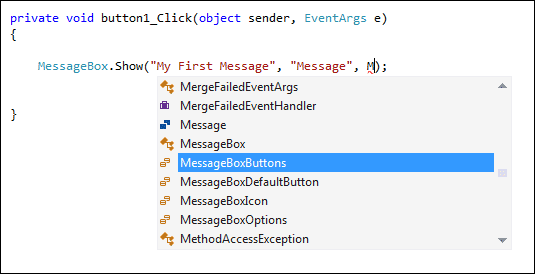 private void button1_Click(object sender, EventArgs e)
{
MessageBox.Show("My First Message", "Message", M);
MergeFailedEventArgs
MergeFailedEventHandler
Message
MessageBox
MessageBoxButtons
MessageBoxDefaultButton
MessageBoxIcon
MessageBoxOptions
MethodAccessException
}